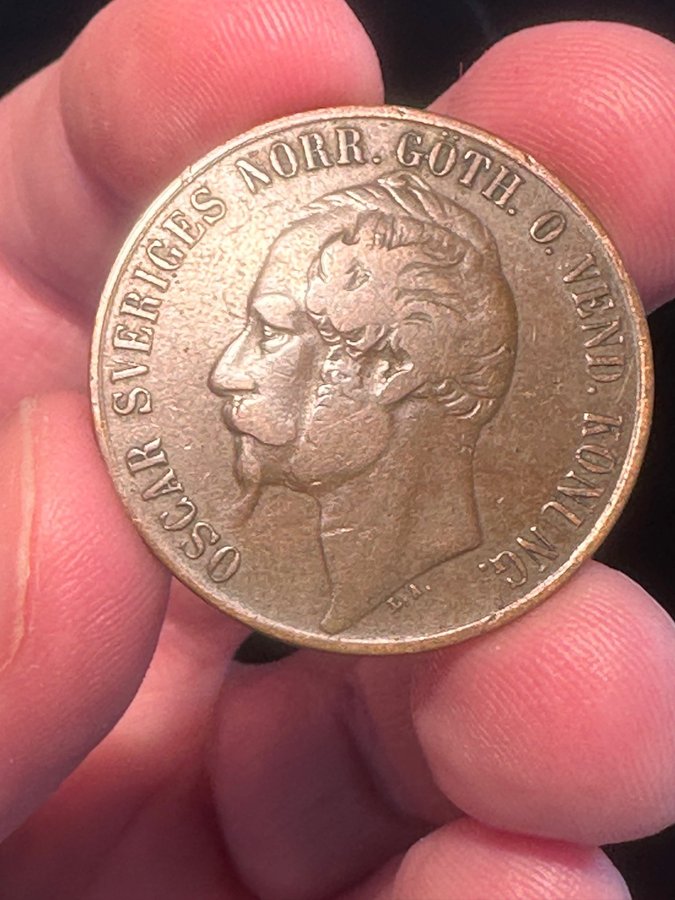 OSCAR SVERIGES NORR. GÖTH. O. VEND. KONUNG.
L.A.